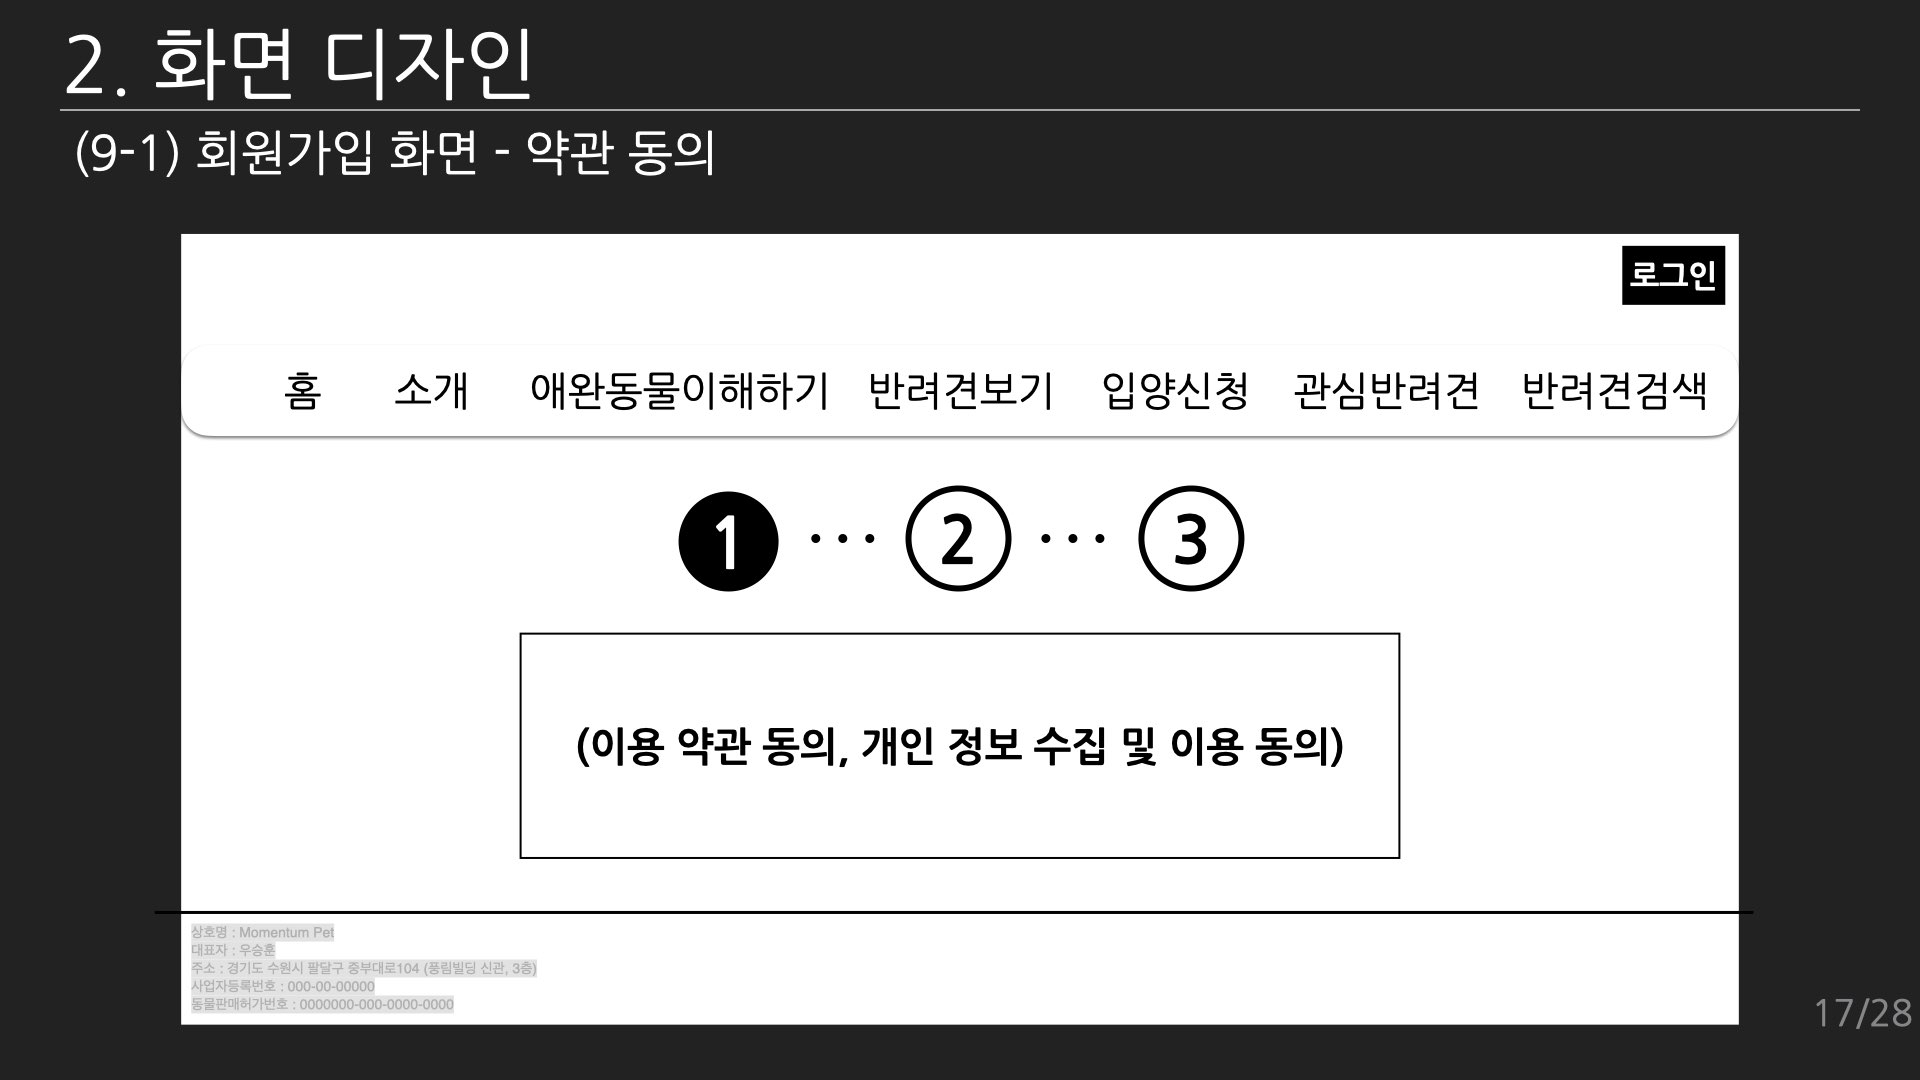 2. 화면 디자인
(9-1) 회원가입 화면 - 약관 동의
로그인
홈 소개 애완동물이해하기 반려견보기 입양신청 관심반려견 반려견검색
1 ··· 2 ··· 3
(이용 약관 동의, 개인 정보 수집 및 이용 동의)
상호명 : Momentum Pet
대표자 : 우승훈
주소 : 경기도 수원시 팔달구 중부대로104 (풍림빌딩 신관, 3층)
사업자등록번호 : 000-00-00000
동물판매허가번호 : 0000000-000-0000-0000
17/28